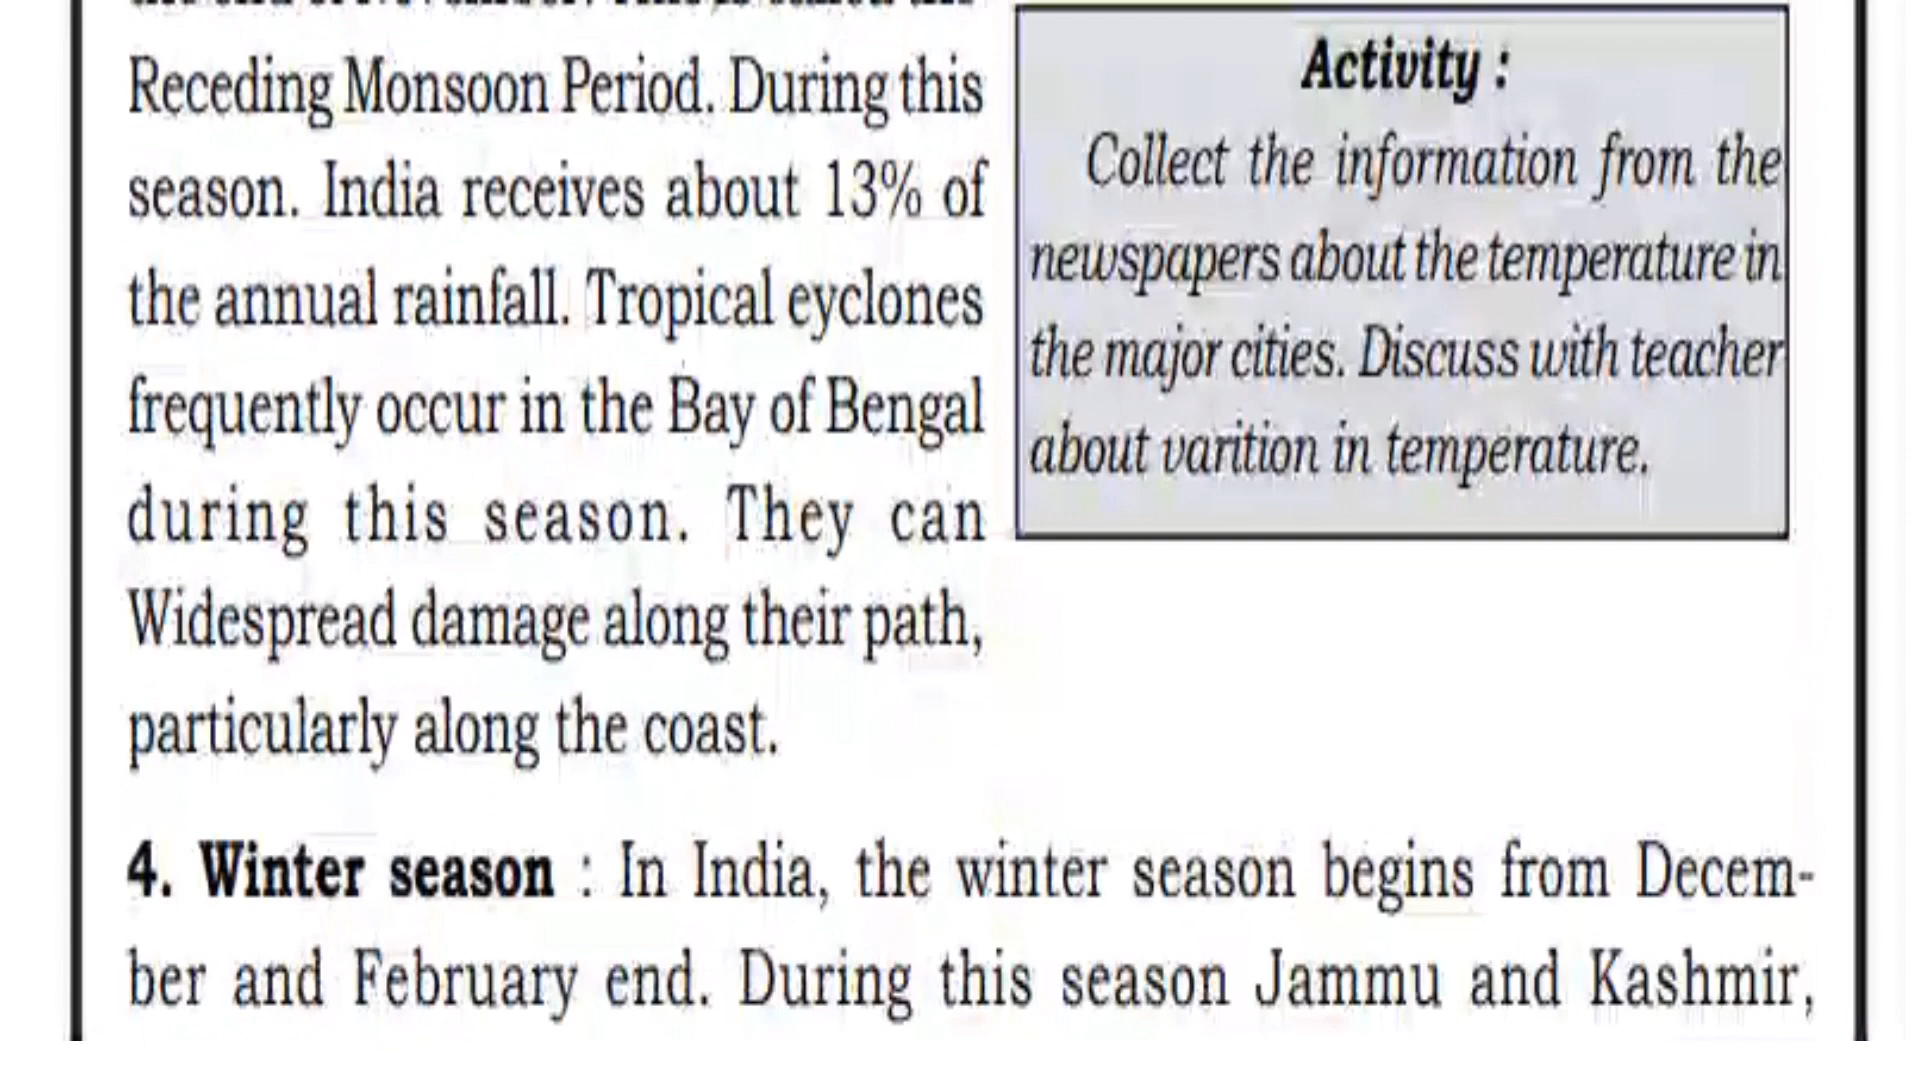 Receding Monsoon Period. During this
season. India receives about 13% of
the annual rainfall. Tropical eyclones
frequently occur in the Bay of Bengal
during this season. They can
Widespread damage along their path,
particularly along the coast.
Activity :
Collect the information from the
newspapers about the temperature in
the major cities. Discuss with teacher
about varition in temperature.
4. Winter season : In India, the winter season begins from Decem-
ber and February end. During this season Jammu and Kashmir,